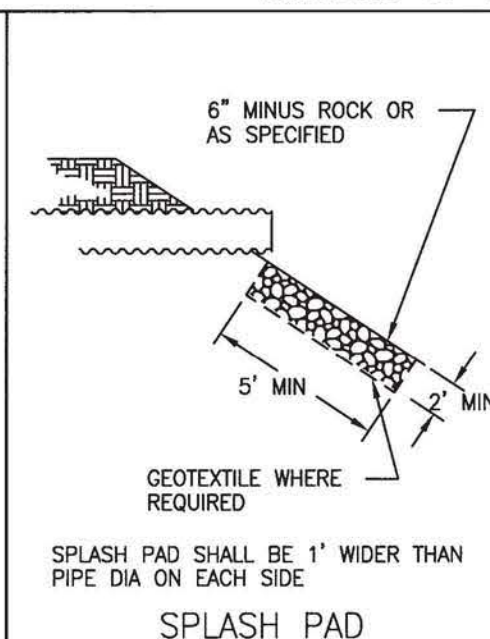 6" MINUS ROCK OR
AS SPECIFIED
5' MIN
2' MIN
GEOTEXTILE WHERE
REQUIRED
SPLASH PAD SHALL BE 1' WIDER THAN
PIPE DIA ON EACH SIDE
SPLASH PAD